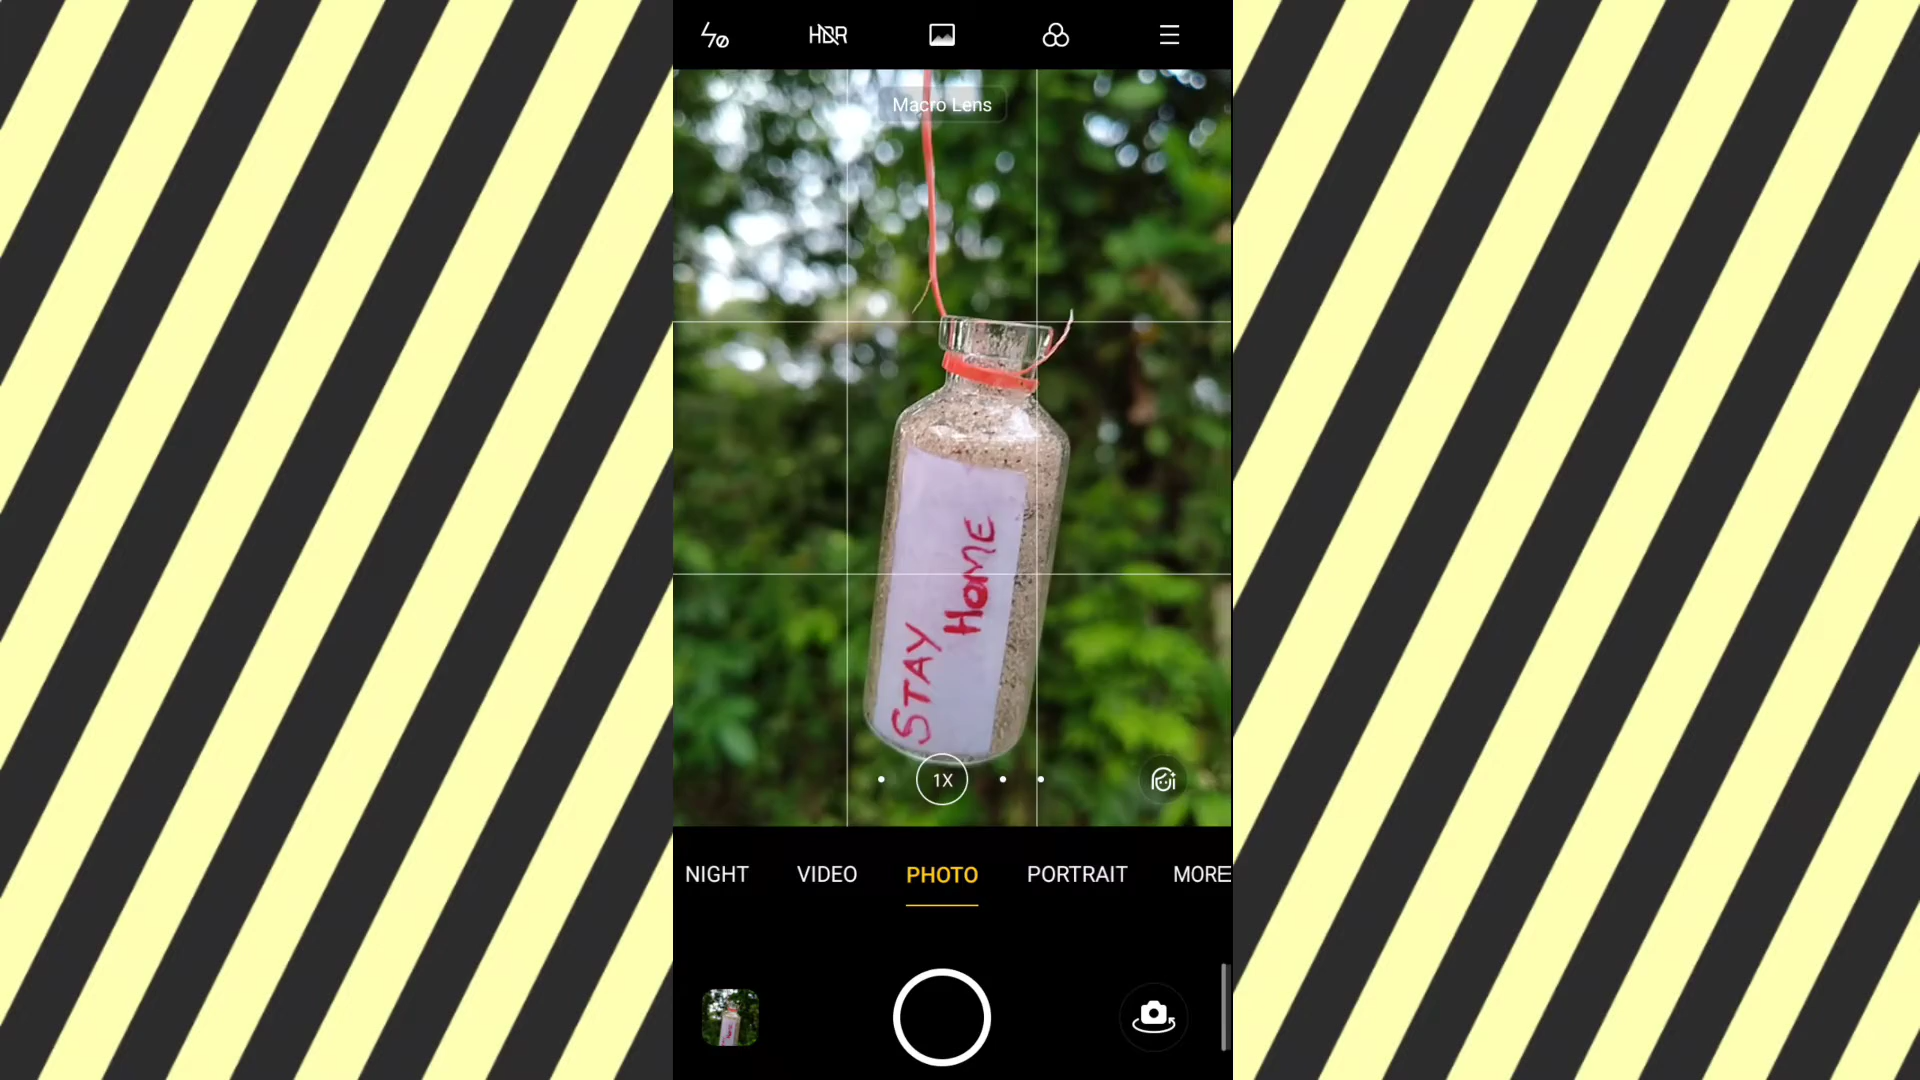 HDR
Macro Lens
STAY
HOME
1X
NIGHT VIDEO PHOTO PORTRAIT MORE